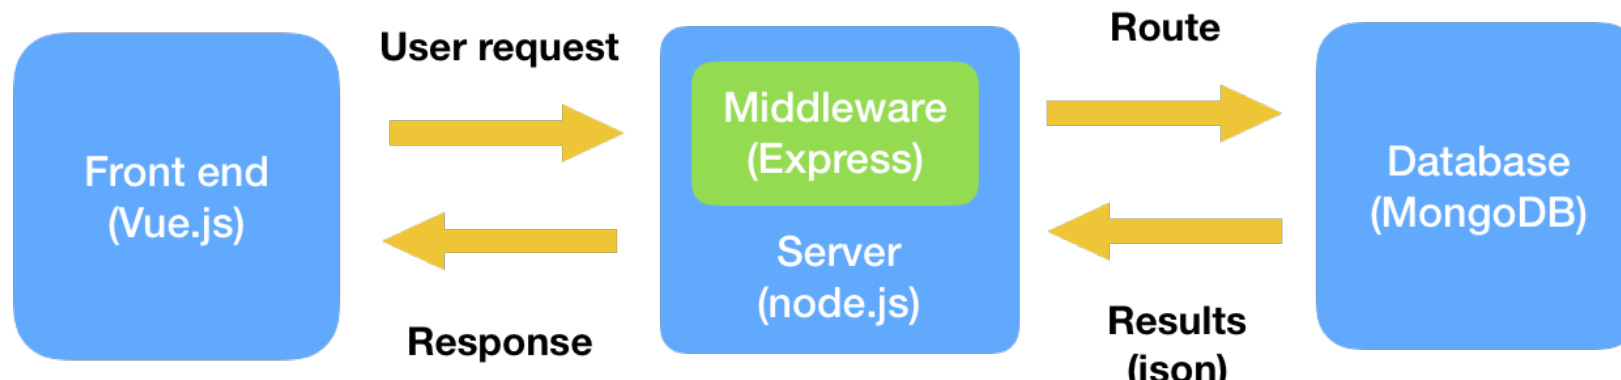 Front end
(Vue.js)
User request
Response
Middleware
(Express)
Server
(node.js)
Route
Results
(json)
Database
(MongoDB)